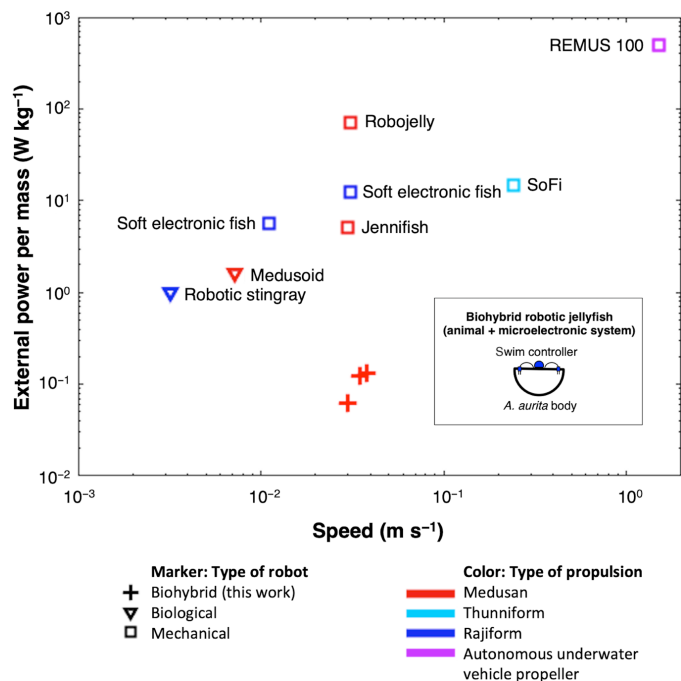 External power per mass (W kg⁻¹)
10³
10²
10¹
10⁰
10⁻¹
10⁻²
REMUS 100
Robojelly
Soft electronic fish
SoFi
Soft electronic fish
Jennifish
Medusoid
Robotic stingray
Biohybrid robotic jellyfish
(animal + microelectronic system)
Swim controller
A. aurita body
10⁻³
10⁻²
10⁻¹
10⁰
Speed (m s⁻¹)
Marker: Type of robot
Biohybrid (this work)
Biological
Mechanical
Color: Type of propulsion
Medusan
Thunniform
Rajiform
Autonomous underwater
vehicle propeller